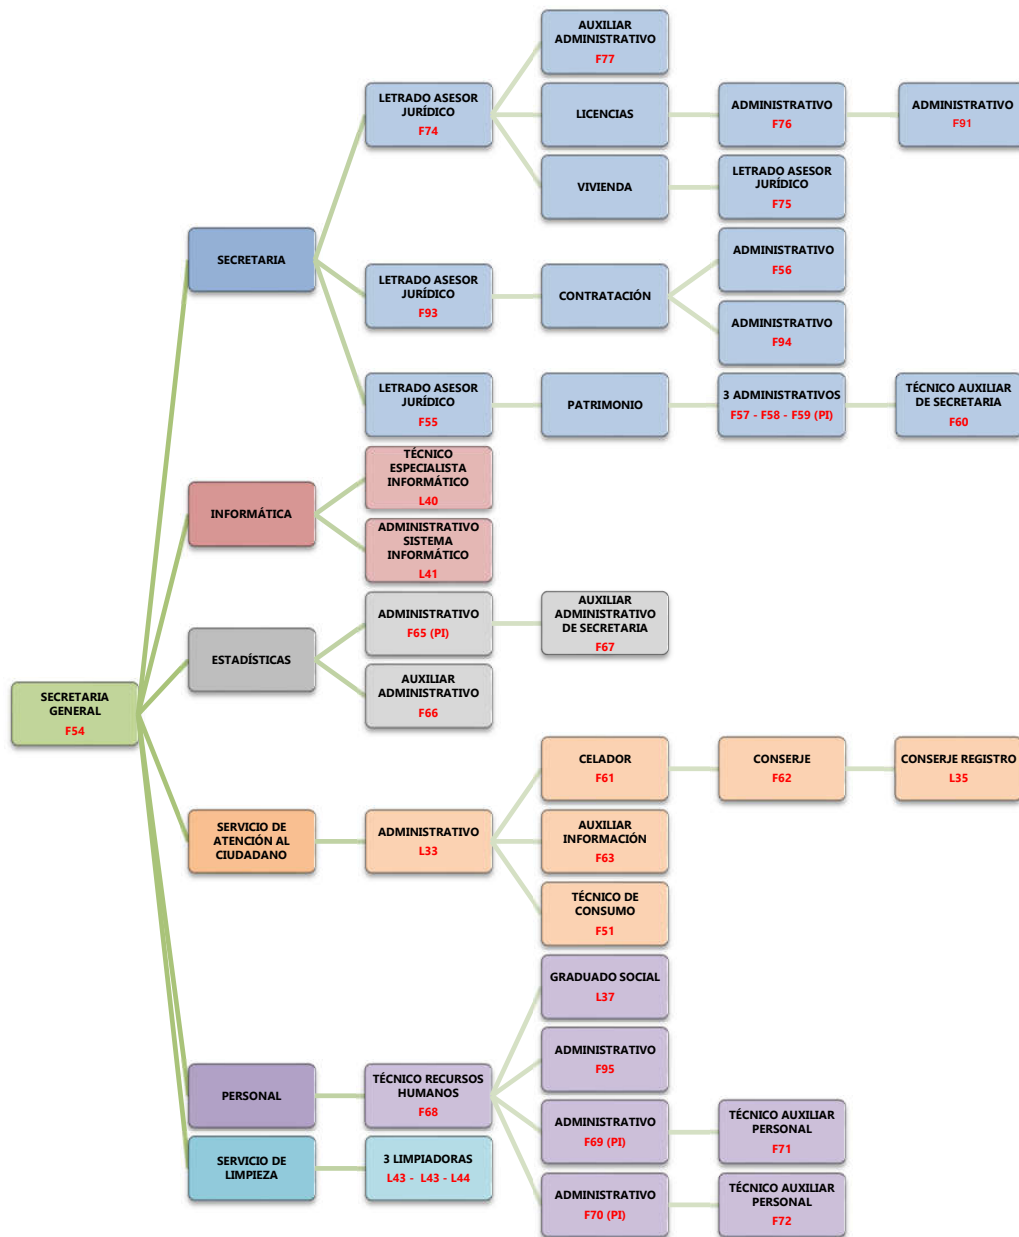 SECRETARIA
GENERAL
F54
SECRETARIA
LETRADO ASESOR
JURÍDICO
F74
AUXILIAR
ADMINISTRATIVO
F77
LICENCIAS
ADMINISTRATIVO
F76
ADMINISTRATIVO
F91
VIVIENDA
LETRADO ASESOR
JURÍDICO
F75
LETRADO ASESOR
JURÍDICO
F93
CONTRATACIÓN
ADMINISTRATIVO
F56
ADMINISTRATIVO
F94
LETRADO ASESOR
JURÍDICO
F55
PATRIMONIO
3 ADMINISTRATIVOS
F57 - F58 - F59 (PI)
TÉCNICO AUXILIAR
DE SECRETARIA
F60
INFORMÁTICA
TÉCNICO
ESPECIALISTA
INFORMÁTICO
L40
ADMINISTRATIVO
SISTEMA
INFORMÁTICO
L41
ESTADÍSTICAS
ADMINISTRATIVO
F65 (PI)
AUXILIAR
ADMINISTRATIVO
DE SECRETARIA
F67
AUXILIAR
ADMINISTRATIVO
F66
SERVICIO DE
ATENCIÓN AL
CIUDADANO
ADMINISTRATIVO
L33
CELADOR
F61
CONSERJE
F62
CONSERJE REGISTRO
L35
AUXILIAR
INFORMACIÓN
F63
TÉCNICO DE
CONSUMO
F51
PERSONAL
TÉCNICO RECURSOS
HUMANOS
F68
GRADUADO SOCIAL
L37
ADMINISTRATIVO
F95
ADMINISTRATIVO
F69 (PI)
TÉCNICO AUXILIAR
PERSONAL
F71
ADMINISTRATIVO
F70 (PI)
TÉCNICO AUXILIAR
PERSONAL
F72
SERVICIO DE
LIMPIEZA
3 LIMPIADORAS
L43 - L43 - L44